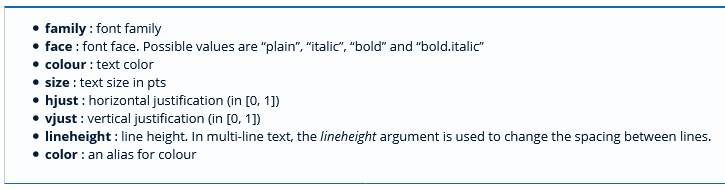 • family : font family
• face : font face. Possible values are “plain”, “italic”, “bold” and “bold.italic”
• colour : text color
• size : text size in pts
• hjust : horizontal justification (in [0, 1])
• vjust : vertical justification (in [0, 1])
• lineheight : line height. In multi-line text, the lineheight argument is used to change the spacing between lines.
• color : an alias for colour